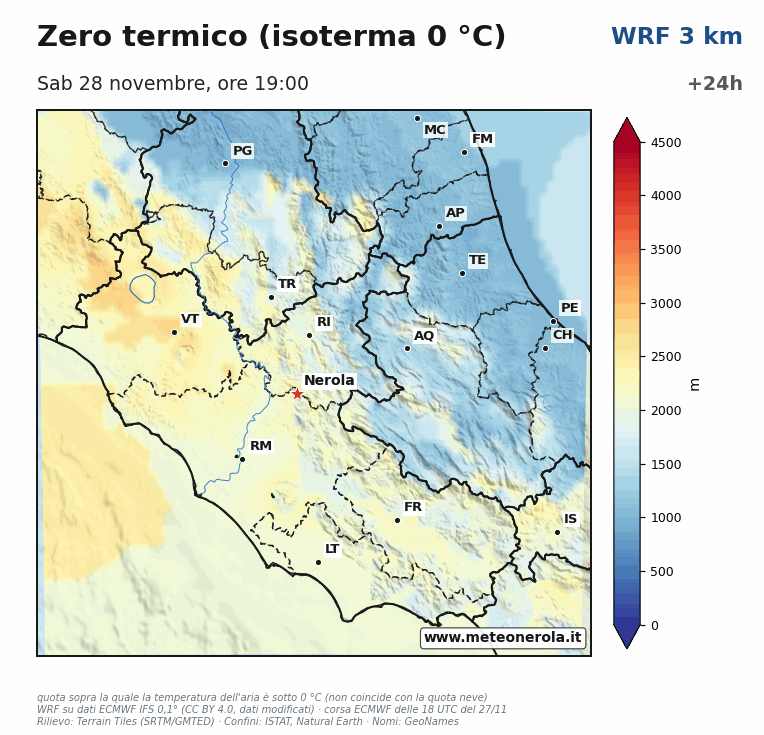 Zero termico (isoterma 0 °C)
WRF 3 km
Sab 28 novembre, ore 19:00
+24h
MC
FM
PG
AP
TE
TR
PE
VT
RI
AQ
CH
Nerola
RM
FR
IS
LT
www.meteonerola.it
4500
4000
3500
3000
2500
2000
1500
1000
500
0
m
quota sopra la quale la temperatura dell'aria è sotto 0 °C (non coincide con la quota neve)
WRF su dati ECMWF IFS 0,1° (CC BY 4.0, dati modificati) · corsa ECMWF delle 18 UTC del 27/11
Rilievo: Terrain Tiles (SRTM/GMTED) · Confini: ISTAT, Natural Earth · Nomi: GeoNames